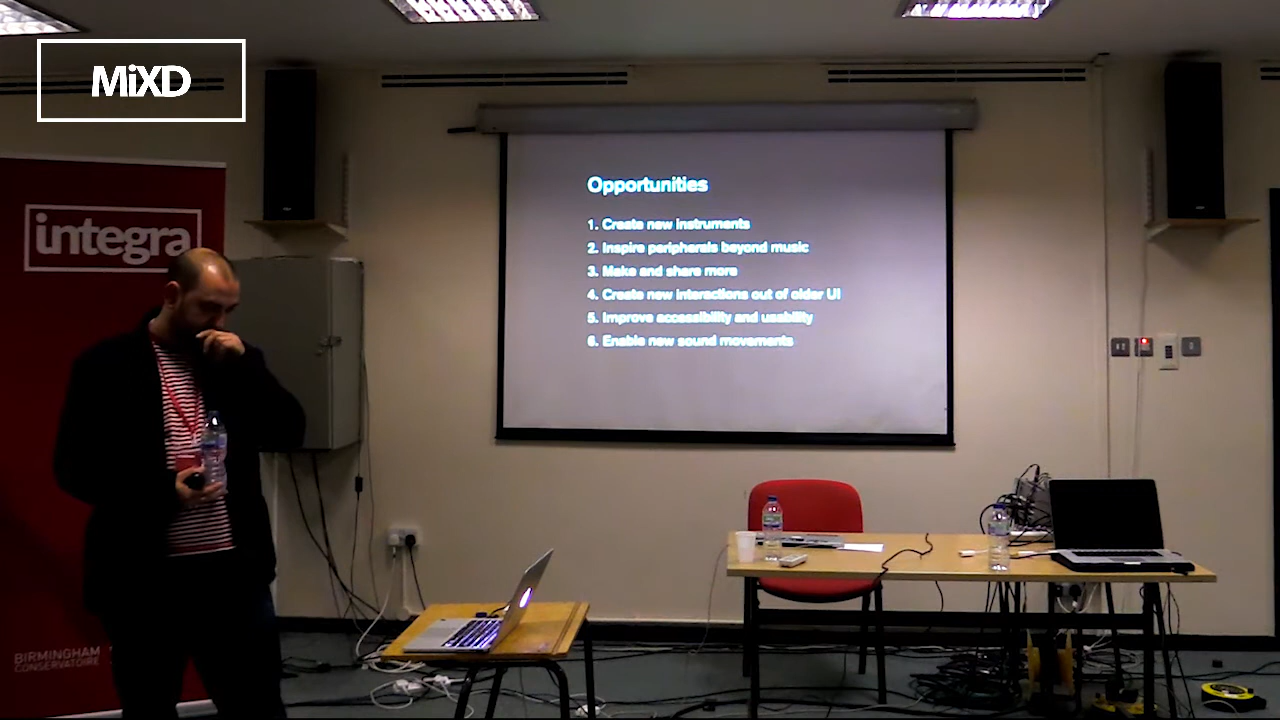 MiXD
integra
Opportunities
1. Create new instruments
2. Inspire peripherals beyond music
3. Make and share more
4. Create new interactions out of older UI
5. Improve accessibility and usability
6. Enable new sound movements
BIRMINGHAM
CONSERVATOIRE